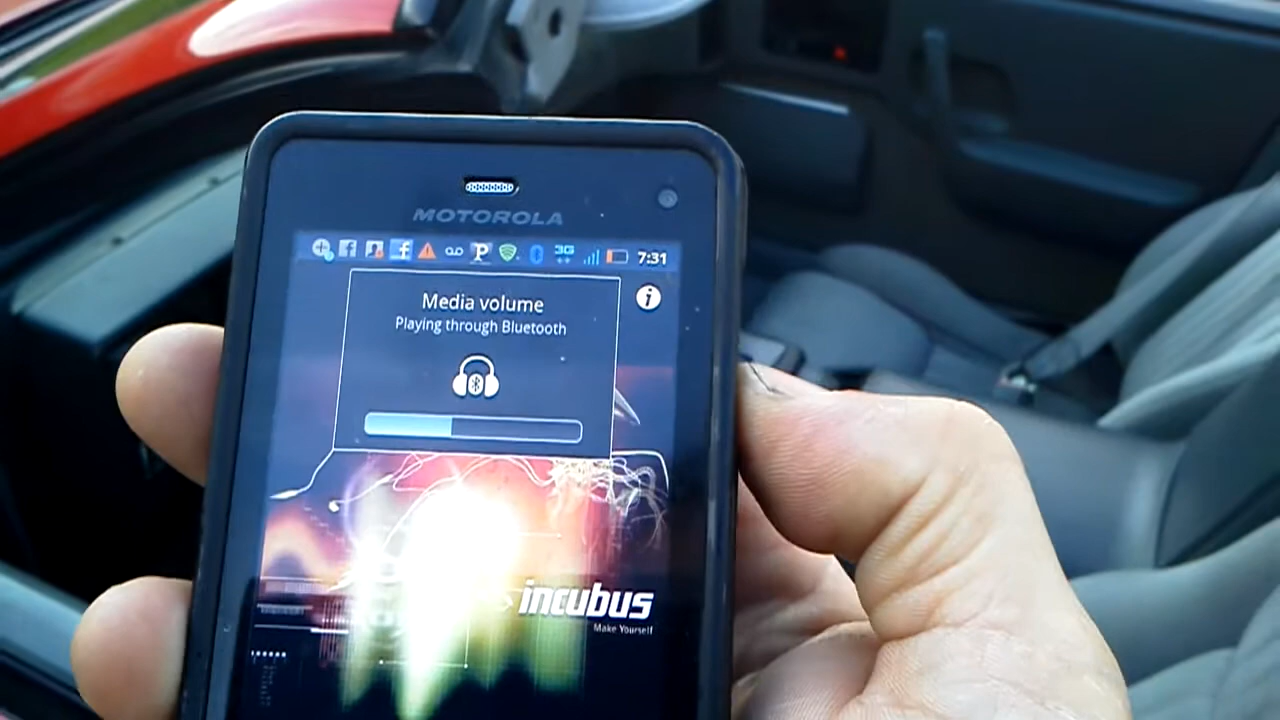 MOTOROLA
P 3G 7:31
Media volume
Playing through Bluetooth
incubus
Make Yourself